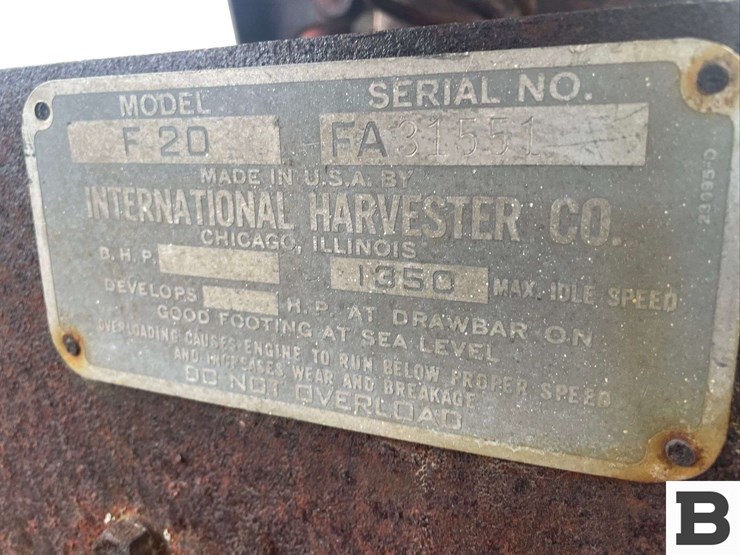 MODEL
SERIAL NO.
F 20
FA 31551
MADE IN U.S.A. BY
INTERNATIONAL HARVESTER CO.
CHICAGO, ILLINOIS
B.H.P.
1350 MAX. IDLE SPEED
DEVELOPS H.P. AT DRAWBAR ON
GOOD FOOTING AT SEA LEVEL
OVERLOADING CAUSES ENGINE TO RUN BELOW PROPER SPEED
AND INCREASES WEAR AND BREAKAGE
DO NOT OVERLOAD
B